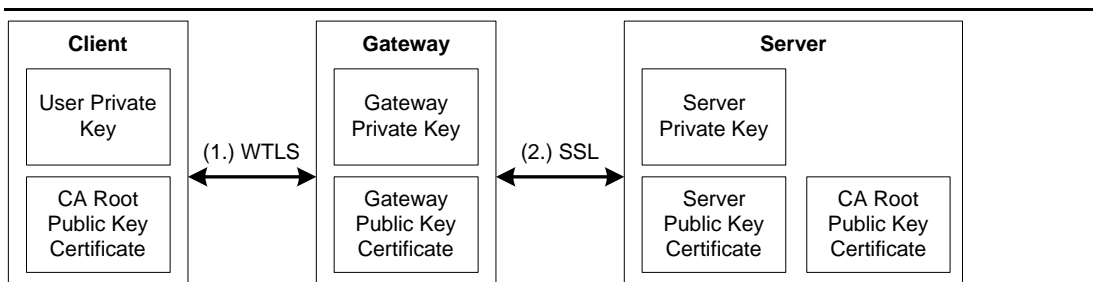 Client
Gateway
Server
User Private
Key
Gateway
Private Key
Server
Private Key
(1.) WTLS
(2.) SSL
CA Root
Public Key
Certificate
Gateway
Public Key
Certificate
Server
Public Key
Certificate
CA Root
Public Key
Certificate